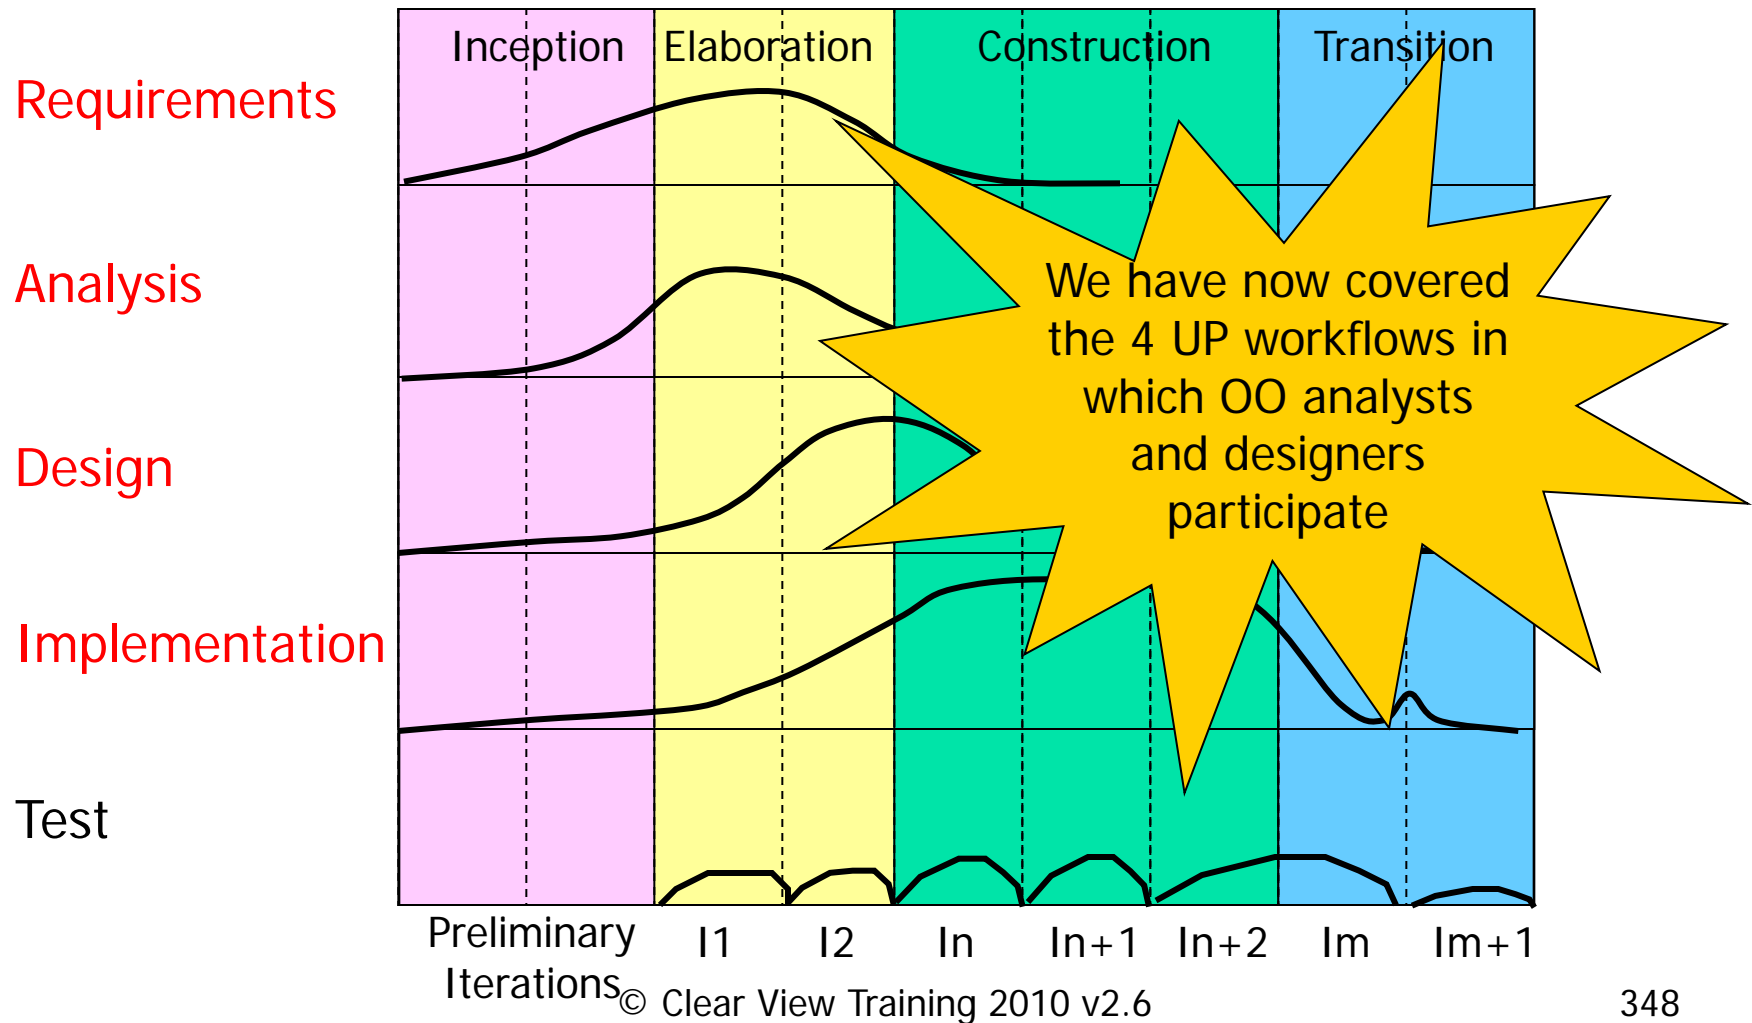 Inception Elaboration Construction Transition
Requirements
Analysis
We have now covered
the 4 UP workflows in
which OO analysts
and designers
participate
Design
Implementation
Test
Preliminary
Iterations
I1 I2 In In+1 In+2 Im Im+1
© Clear View Training 2010 v2.6
348